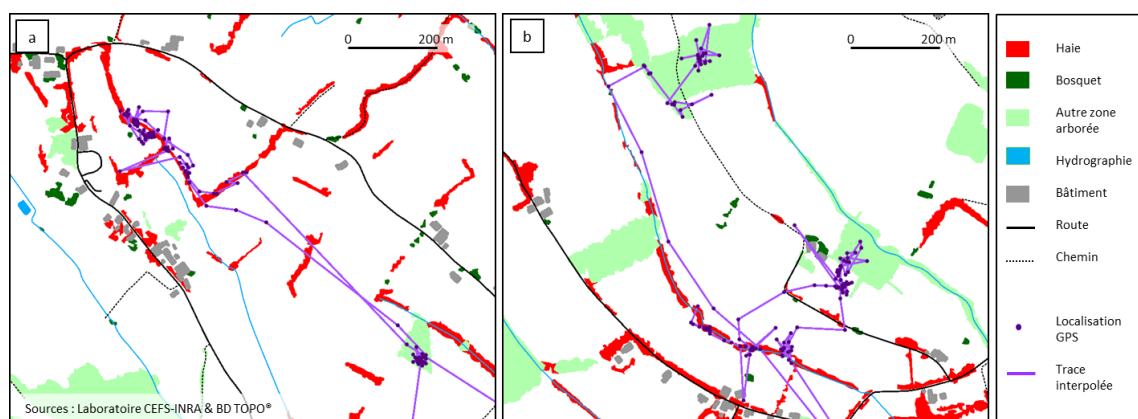 a
0 200 m
Sources : Laboratoire CEFS-INRA & BD TOPO®
b
0 200 m
Haie
Bosquet
Autre zone
arborée
Hydrographie
Bâtiment
Route
Chemin
Localisation
GPS
Trace
interpolée